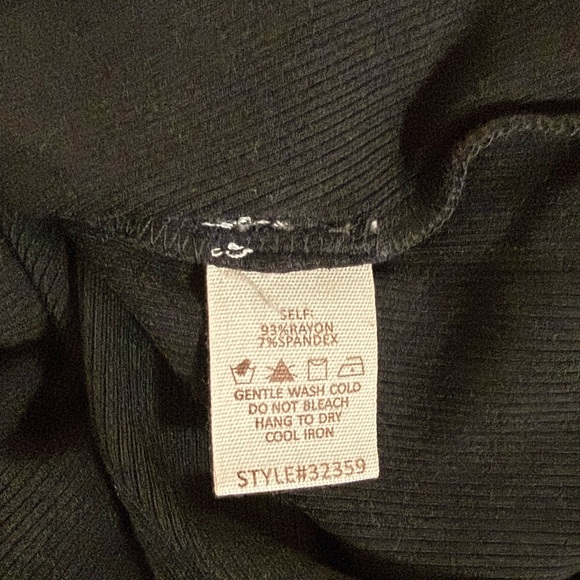 SELF:
93%RAYON
7%SPANDEX
GENTLE WASH COLD
DO NOT BLEACH
HANG TO DRY
COOL IRON
STYLE#32359